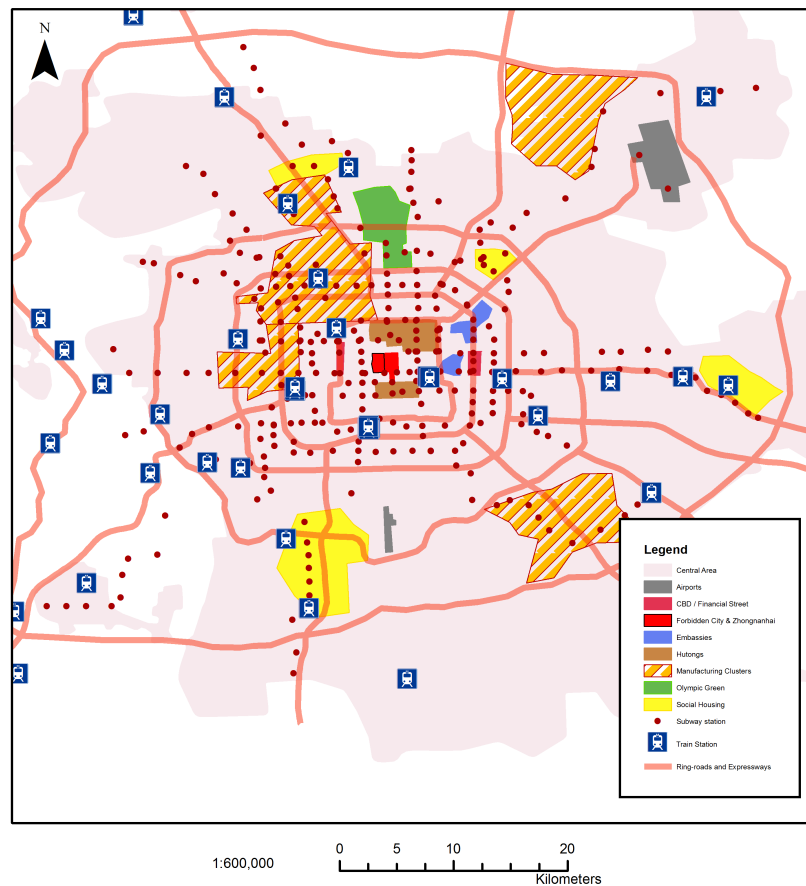 N
Legend
Central Area
Airports
CBD / Financial Street
Forbidden City & Zhongnanhai
Embassies
Hutongs
Manufacturing Clusters
Olympic Green
Social Housing
Subway station
Train Station
Ring-roads and Expressways
1:600,000
0 5 10 20
Kilometers